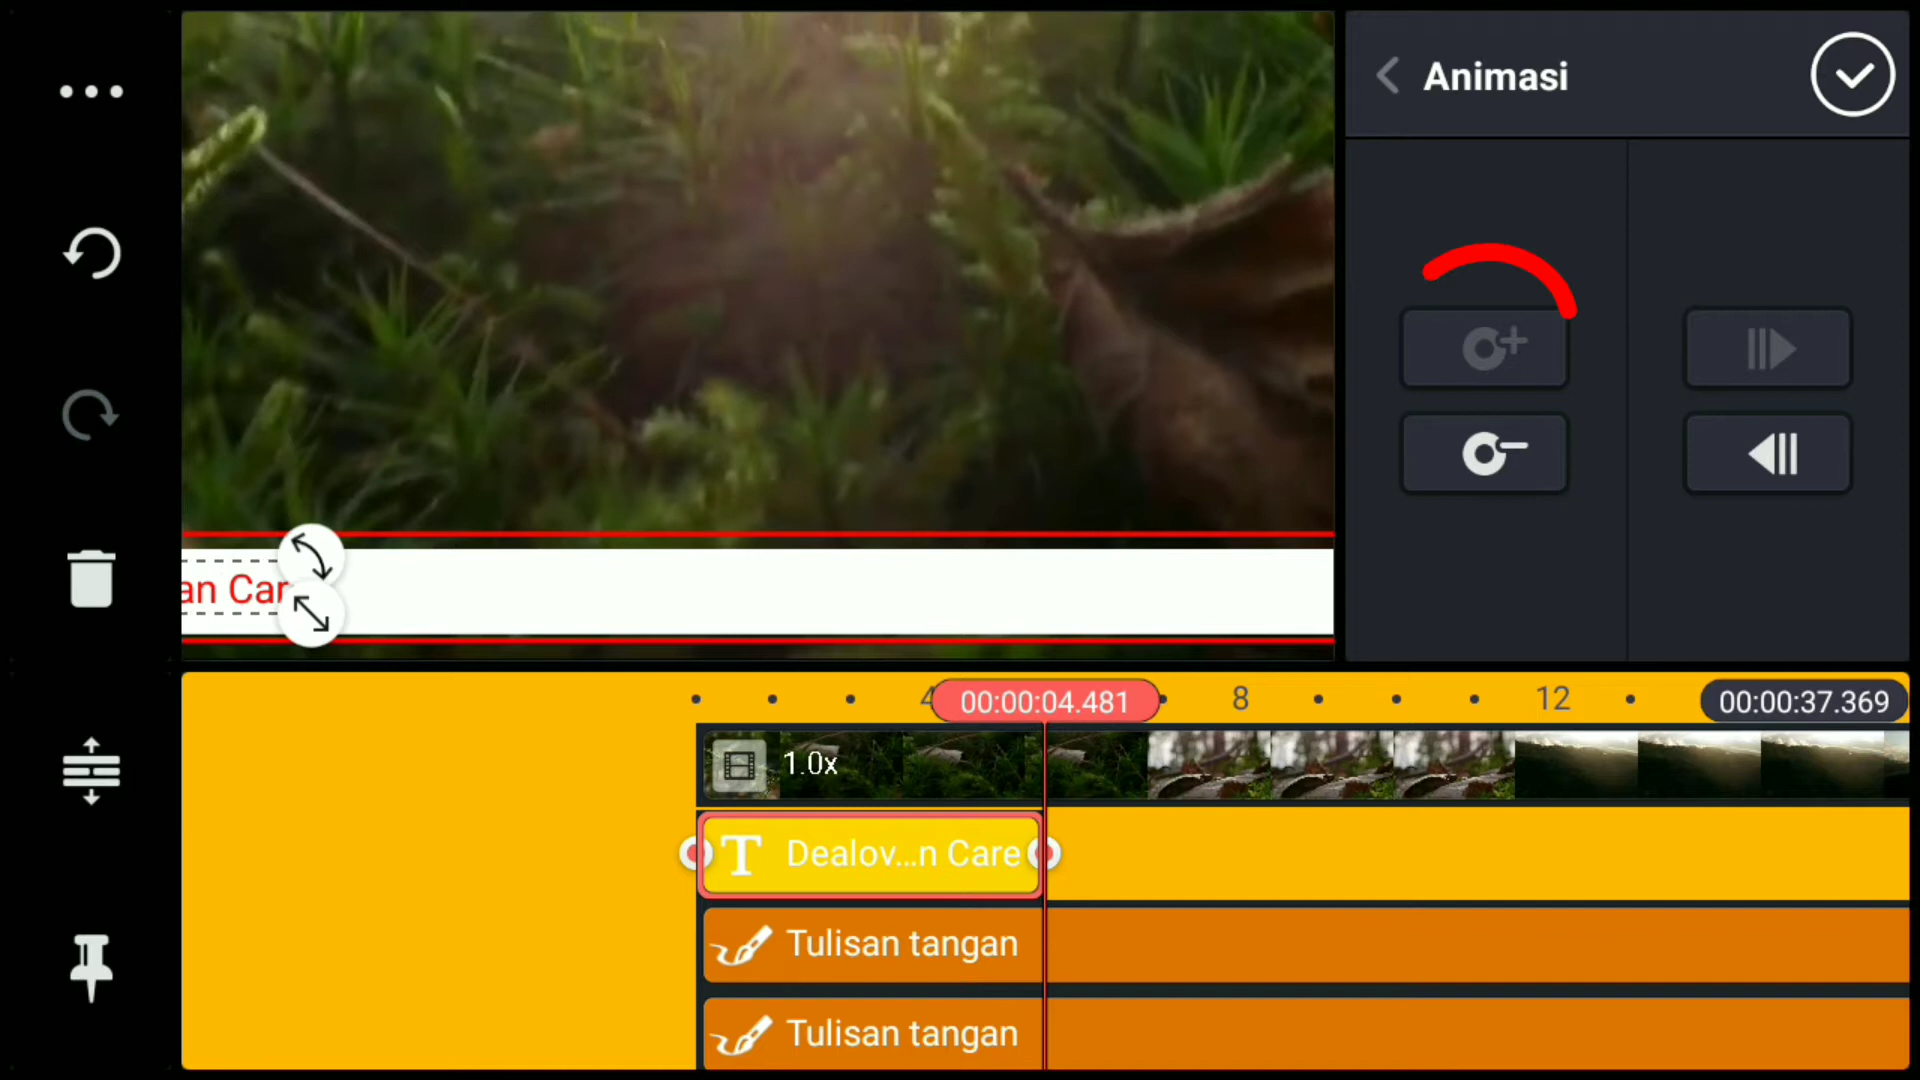 Animasi
an Car
4
00:00:04.481
8
12
00:00:37.369
1.0x
Dealov...n Care
Tulisan tangan
Tulisan tangan